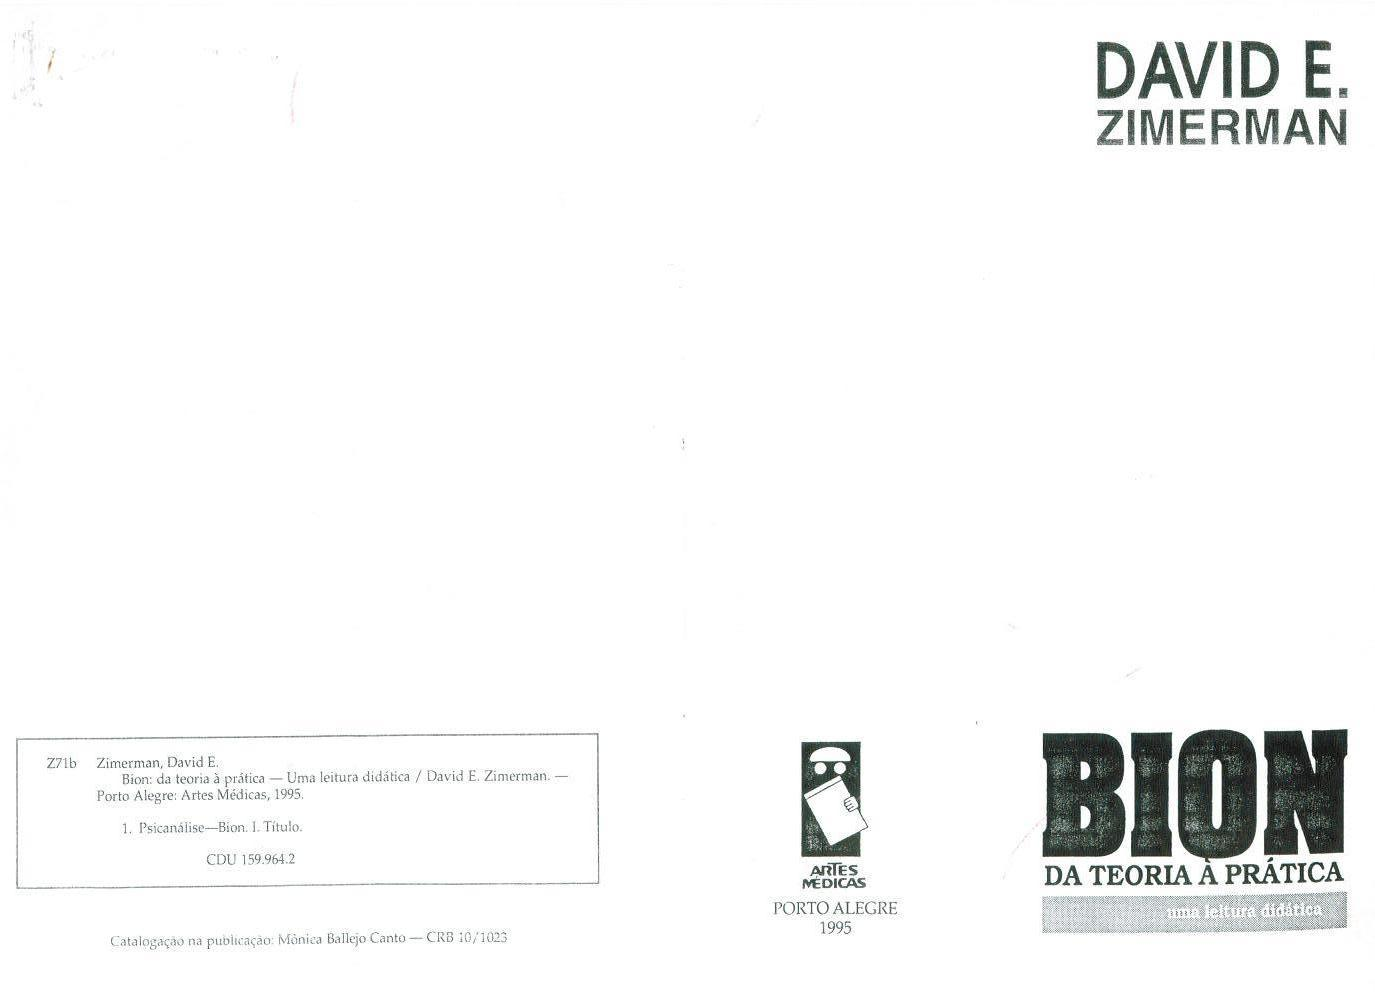 Z71b Zimerman, David E.
Bion: da teoria à prática — Uma leitura didática / David E. Zimerman. —
Porto Alegre: Artes Médicas, 1995.
1. Psicanálise—Bion. I. Título.
CDU 159.964.2
Catalogação na publicação: Mônica Ballejo Canto — CRB 10/1023
DAVID E.
ZIMERMAN
BION
DA TEORIA À PRÁTICA
uma leitura didática
ARTES
MÉDICAS
PORTO ALEGRE
1995